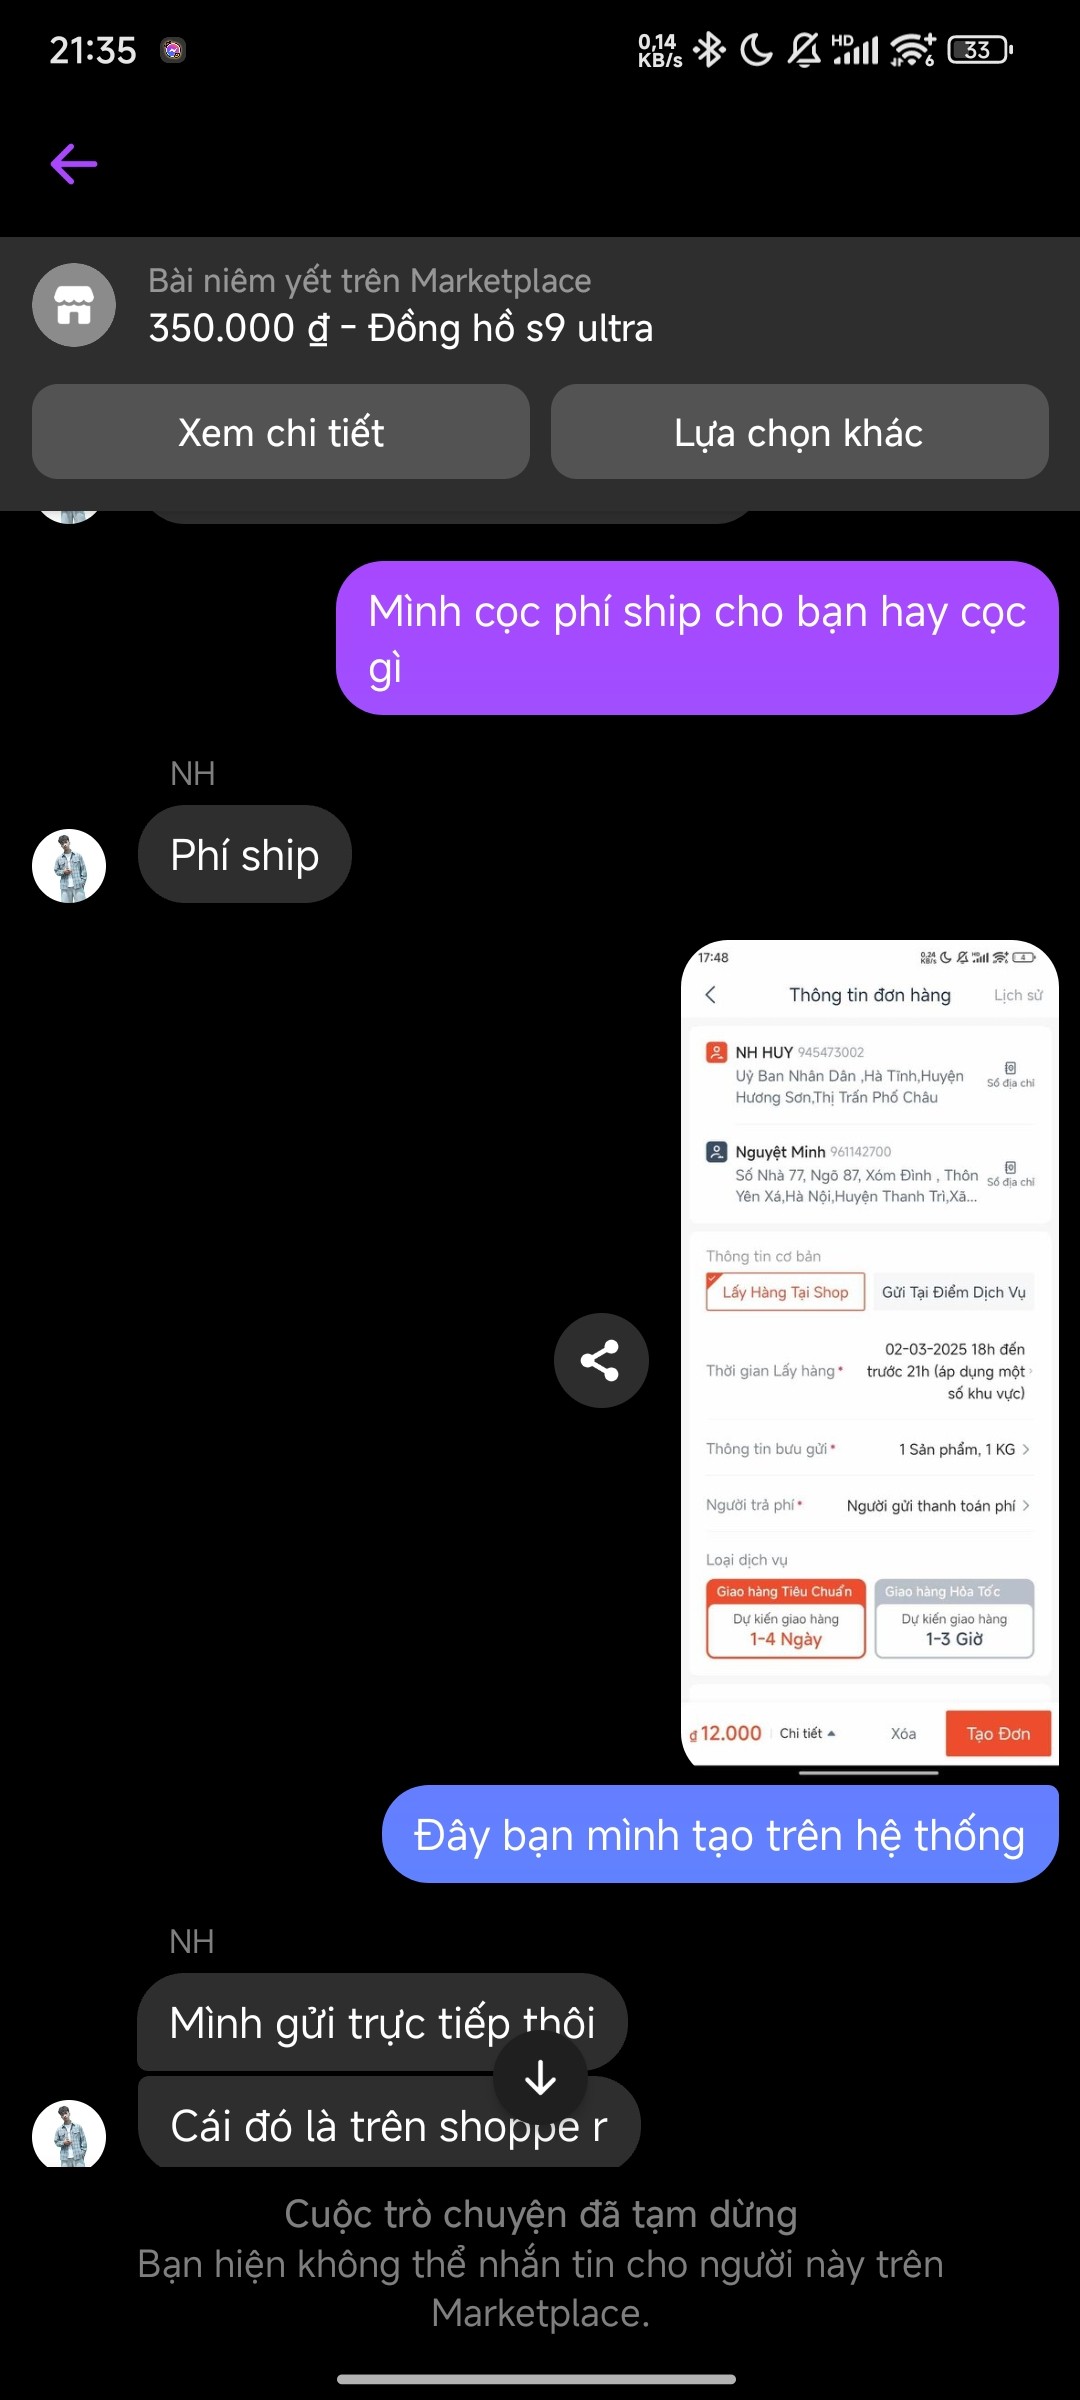 21:35
0,14
KB/s
HD
6
33
Bài niêm yết trên Marketplace
350.000 ₫ - Đồng hồ s9 ultra
Xem chi tiết
Lựa chọn khác
Mình cọc phí ship cho bạn hay cọc
gì
NH
Phí ship
17:48
0,24
KB/s
HD
4
Thông tin đơn hàng
Lịch sử
NH HUY 945473002
Uỷ Ban Nhân Dân ,Hà Tĩnh,Huyện
Hương Sơn,Thị Trấn Phố Châu
Sổ địa chỉ
Nguyệt Minh 961142700
Số Nhà 77, Ngõ 87, Xóm Đình , Thôn
Yên Xá,Hà Nội,Huyện Thanh Trì,Xã...
Sổ địa chỉ
Thông tin cơ bản
Lấy Hàng Tại Shop
Gửi Tại Điểm Dịch Vụ
Thời gian Lấy hàng*
02-03-2025 18h đến
trước 21h (áp dụng một
số khu vực)
Thông tin bưu gửi*
1 Sản phẩm, 1 KG
Người trả phí*
Người gửi thanh toán phí
Loại dịch vụ
Giao hàng Tiêu Chuẩn
Dự kiến giao hàng
1-4 Ngày
Giao hàng Hỏa Tốc
Dự kiến giao hàng
1-3 Giờ
₫12.000
Chi tiết
Xóa
Tạo Đơn
Đây bạn mình tạo trên hệ thống
NH
Mình gửi trực tiếp thôi
Cái đó là trên shoppe r
Cuộc trò chuyện đã tạm dừng
Bạn hiện không thể nhắn tin cho người này trên
Marketplace.